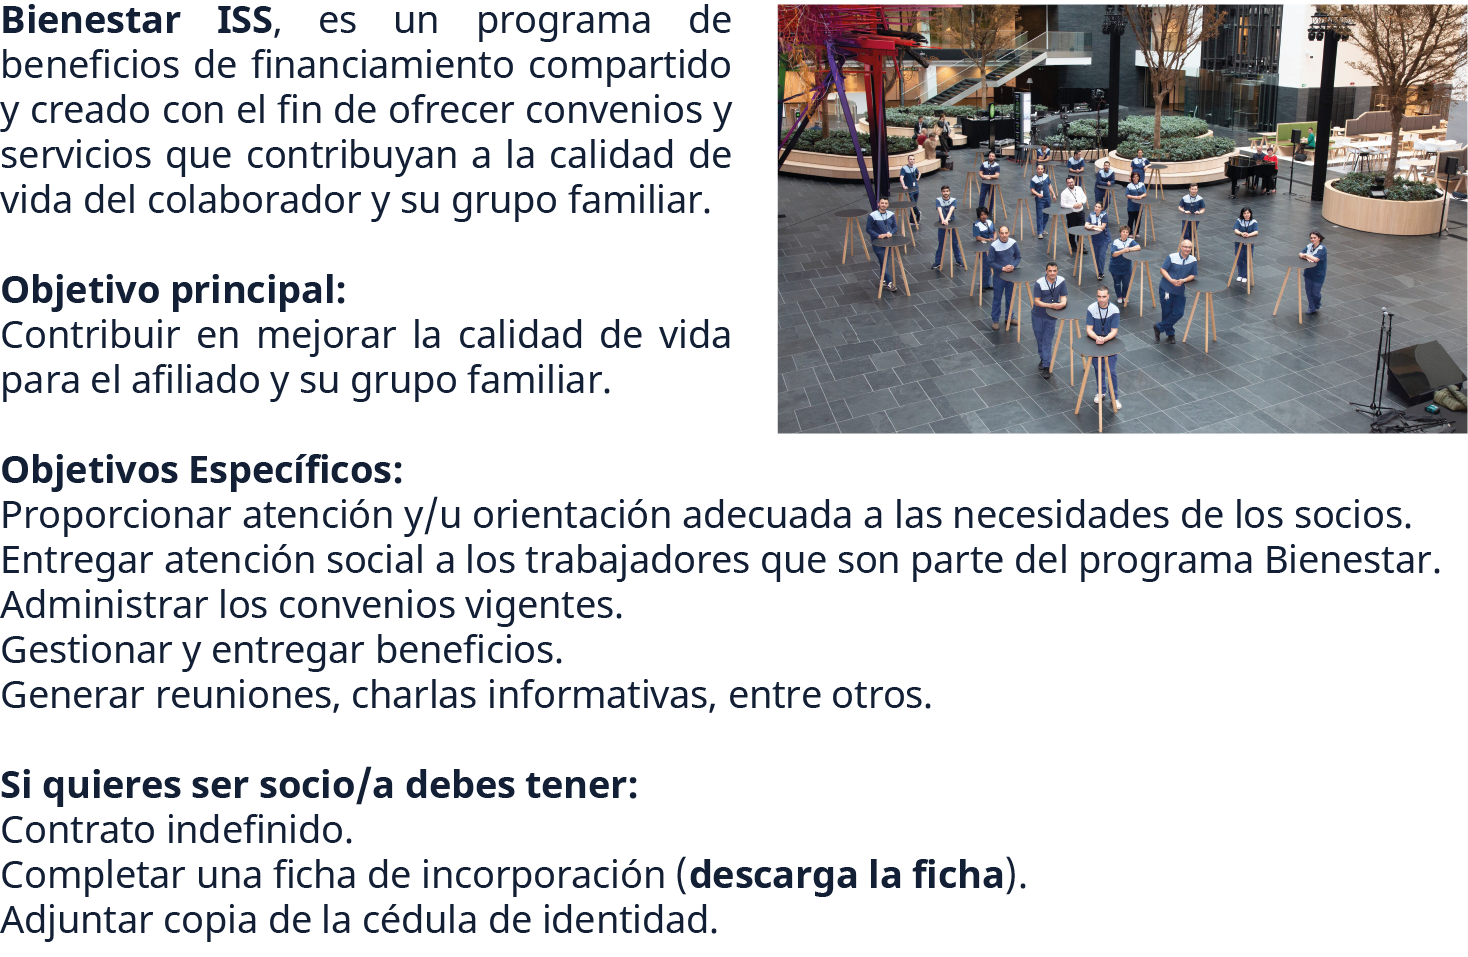 Bienestar ISS, es un programa de
beneficios de financiamiento compartido
y creado con el fin de ofrecer convenios y
servicios que contribuyan a la calidad de
vida del colaborador y su grupo familiar.
Objetivo principal:
Contribuir en mejorar la calidad de vida
para el afiliado y su grupo familiar.
Objetivos Específicos:
Proporcionar atención y/u orientación adecuada a las necesidades de los socios.
Entregar atención social a los trabajadores que son parte del programa Bienestar.
Administrar los convenios vigentes.
Gestionar y entregar beneficios.
Generar reuniones, charlas informativas, entre otros.
Si quieres ser socio/a debes tener:
Contrato indefinido.
Completar una ficha de incorporación (descarga la ficha).
Adjuntar copia de la cédula de identidad.